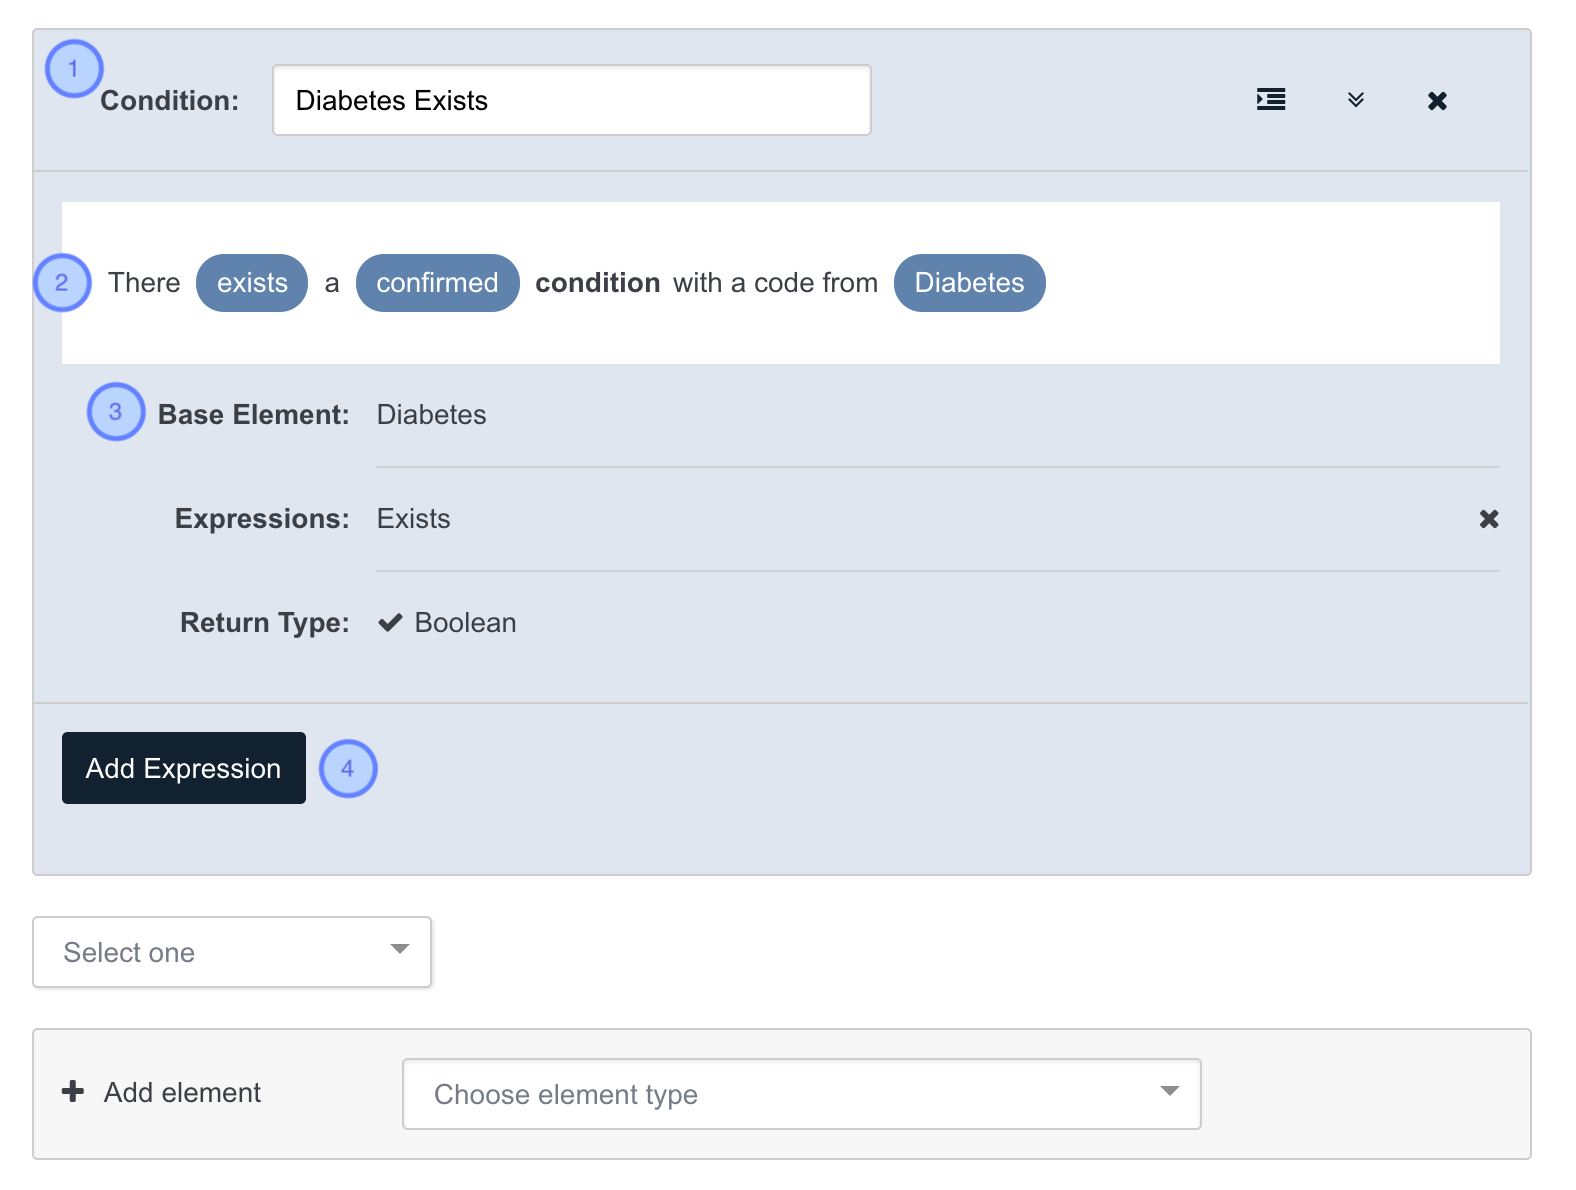 1
Condition: Diabetes Exists
2 There exists a confirmed condition with a code from Diabetes
3 Base Element: Diabetes
Expressions: Exists
Return Type: Boolean
Add Expression 4
Select one
Add element Choose element type